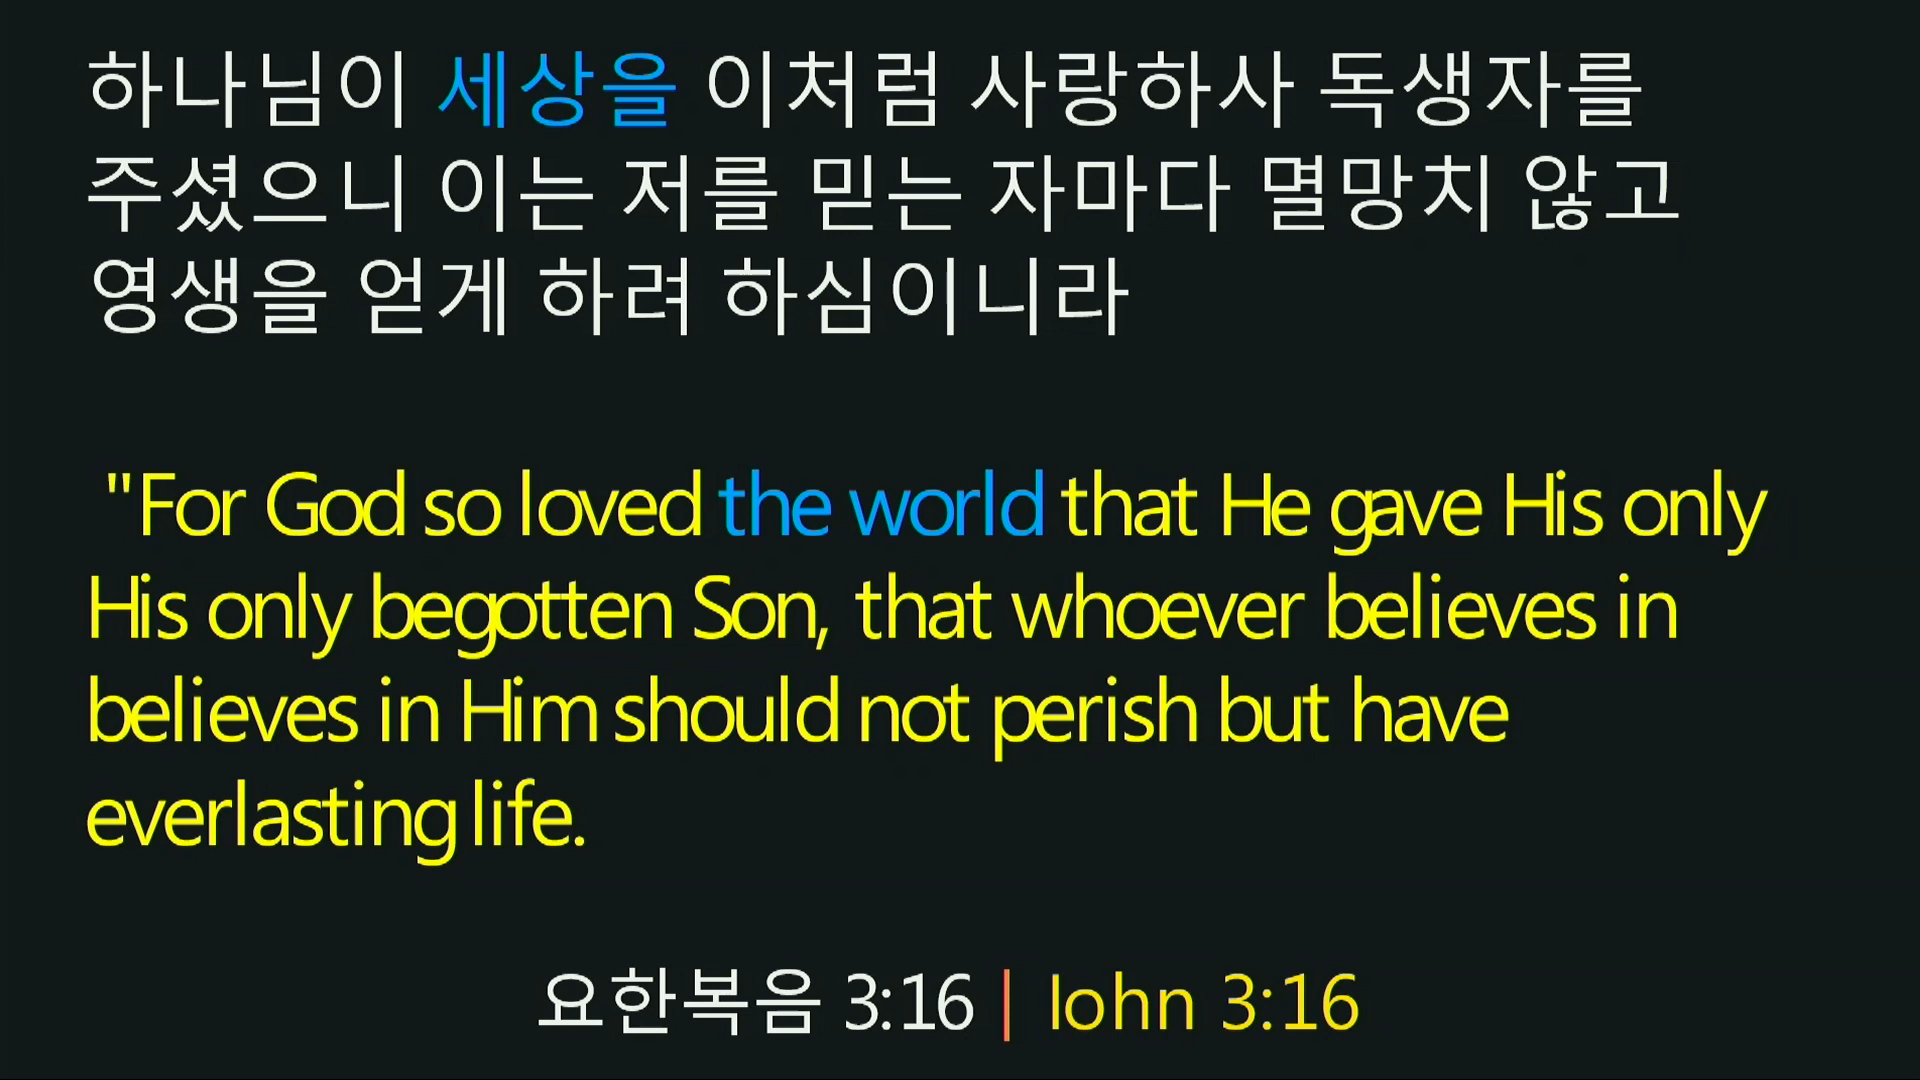 하나님이 세상을 이처럼 사랑하사 독생자를
주셨으니 이는 저를 믿는 자마다 멸망치 않고
영생을 얻게 하려 하심이니라
"For God so loved the world that He gave His only
His only begotten Son, that whoever believes in
believes in Him should not perish but have
everlasting life.
요한복음 3:16 | Iohn 3:16